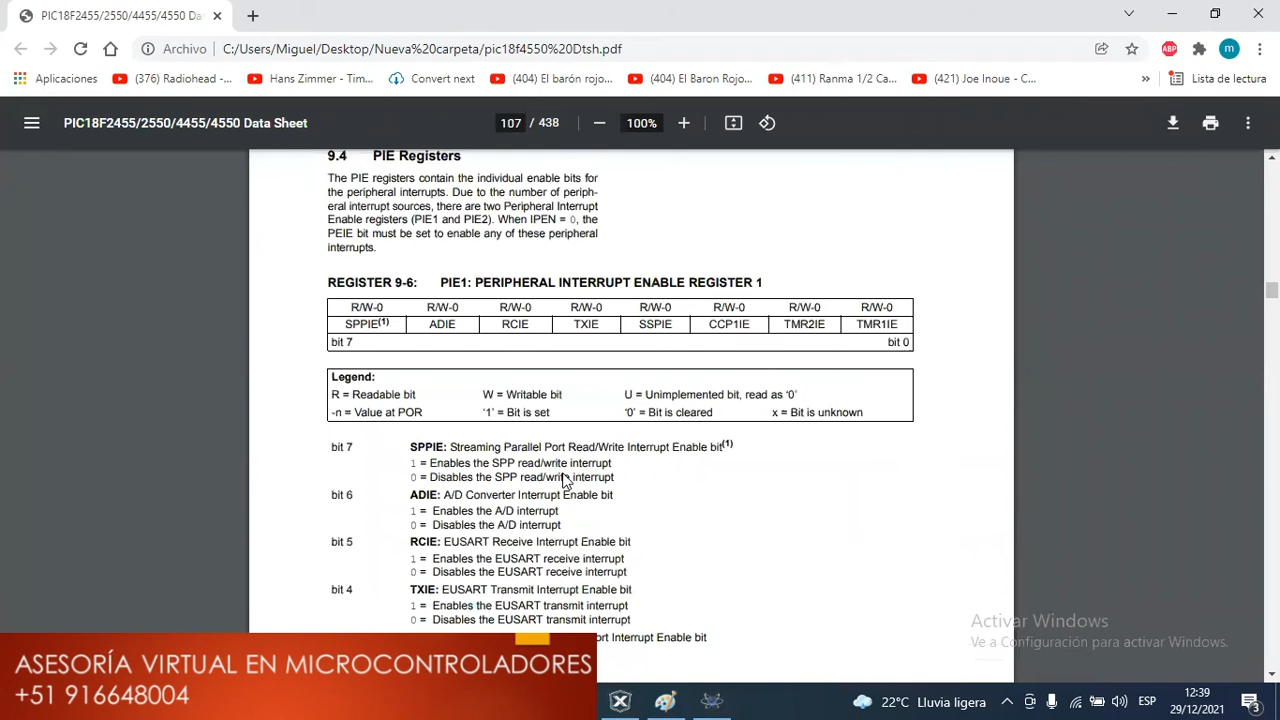 PIC18F2455/2550/4455/4550 Da
Archivo C:/Users/Miguel/Desktop/Nueva%20carpeta/pic18f4550%20Dtsh.pdf
ABP m
Aplicaciones (376) Radiohead -... Hans Zimmer - Tim... Convert next (404) El barón rojo... (404) El Baron Rojo... (411) Ranma 1/2 Ca... (421) Joe Inoue - C... » Lista de lectura
PIC18F2455/2550/4455/4550 Data Sheet 107 / 438 — 100% +
9.4 PIE Registers
The PIE registers contain the individual enable bits for
the peripheral interrupts. Due to the number of periph-
eral interrupt sources, there are two Peripheral Interrupt
Enable registers (PIE1 and PIE2). When IPEN = 0, the
PEIE bit must be set to enable any of these peripheral
interrupts.
REGISTER 9-6: PIE1: PERIPHERAL INTERRUPT ENABLE REGISTER 1
R/W-0 R/W-0 R/W-0 R/W-0 R/W-0 R/W-0 R/W-0 R/W-0
SPPIE(1) ADIE RCIE TXIE SSPIE CCP1IE TMR2IE TMR1IE
bit 7 bit 0
Legend:
R = Readable bit W = Writable bit U = Unimplemented bit, read as ‘0’
-n = Value at POR ‘1’ = Bit is set ‘0’ = Bit is cleared x = Bit is unknown
bit 7 SPPIE: Streaming Parallel Port Read/Write Interrupt Enable bit(1)
1 = Enables the SPP read/write interrupt
0 = Disables the SPP read/write interrupt
bit 6 ADIE: A/D Converter Interrupt Enable bit
1 = Enables the A/D interrupt
0 = Disables the A/D interrupt
bit 5 RCIE: EUSART Receive Interrupt Enable bit
1 = Enables the EUSART receive interrupt
0 = Disables the EUSART receive interrupt
bit 4 TXIE: EUSART Transmit Interrupt Enable bit
1 = Enables the EUSART transmit interrupt
0 = Disables the EUSART transmit interrupt
ort Interrupt Enable bit
Activar Windows
Ve a Configuración para activar Windows.
ASESORÍA VIRTUAL EN MICROCONTROLADORES
+51 916648004
22°C Lluvia ligera ESP 12:39
29/12/2021 3